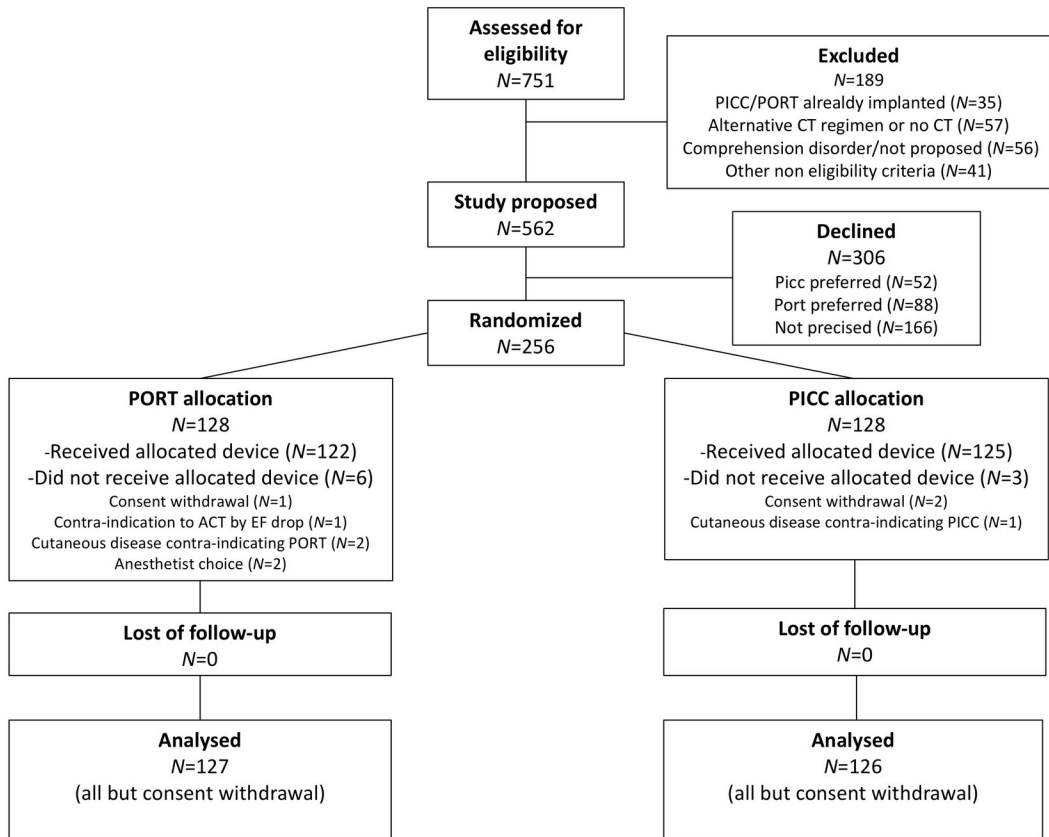 Assessed for
eligibility
N=751
Excluded
N=189
PICC/PORT alrealdy implanted (N=35)
Alternative CT regimen or no CT (N=57)
Comprehension disorder/not proposed (N=56)
Other non eligibility criteria (N=41)
Study proposed
N=562
Declined
N=306
Picc preferred (N=52)
Port preferred (N=88)
Not precised (N=166)
Randomized
N=256
PORT allocation
N=128
-Received allocated device (N=122)
-Did not receive allocated device (N=6)
Consent withdrawal (N=1)
Contra-indication to ACT by EF drop (N=1)
Cutaneous disease contra-indicating PORT (N=2)
Anesthetist choice (N=2)
PICC allocation
N=128
-Received allocated device (N=125)
-Did not receive allocated device (N=3)
Consent withdrawal (N=2)
Cutaneous disease contra-indicating PICC (N=1)
Lost of follow-up
N=0
Lost of follow-up
N=0
Analysed
N=127
(all but consent withdrawal)
Analysed
N=126
(all but consent withdrawal)